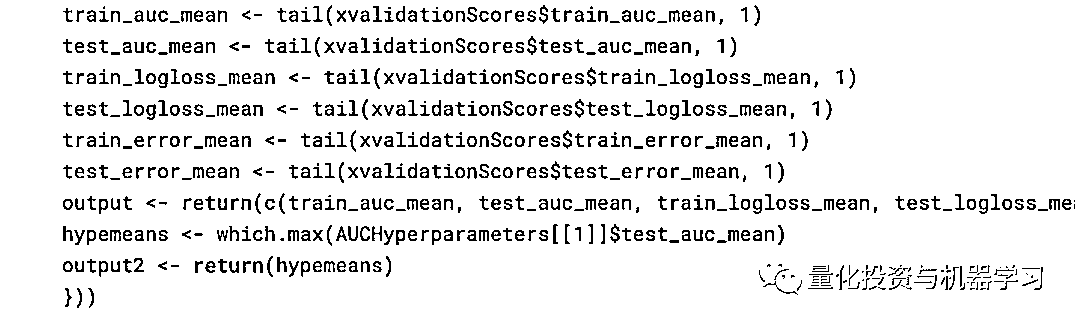 train_auc_mean <- tail(xvalidationScores$train_auc_mean, 1)
test_auc_mean <- tail(xvalidationScores$test_auc_mean, 1)
train_logloss_mean <- tail(xvalidationScores$train_logloss_mean, 1)
test_logloss_mean <- tail(xvalidationScores$test_logloss_mean, 1)
train_error_mean <- tail(xvalidationScores$train_error_mean, 1)
test_error_mean <- tail(xvalidationScores$test_error_mean, 1)
output <- return(c(train_auc_mean, test_auc_mean, train_logloss_mean, test_logloss_mea
hypemeans <- which.max(AUCHyperparameters[[1]]$test_auc_mean)
output2 <- return(hypemeans)
}))
量化投资与机器学习